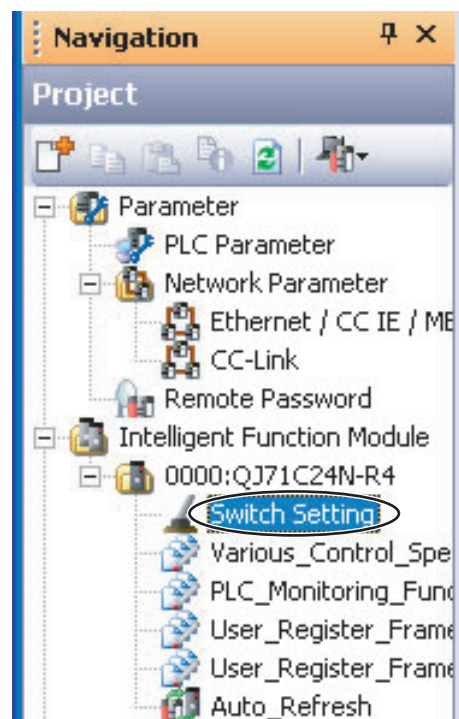 Navigation
Project
Parameter
PLC Parameter
Network Parameter
Ethernet / CC IE / ME
CC-Link
Remote Password
Intelligent Function Module
0000:QJ71C24N-R4
Switch Setting
Various_Control_Spe
PLC_Monitoring_Func
User_Register_Frame
User_Register_Frame
Auto_Refresh